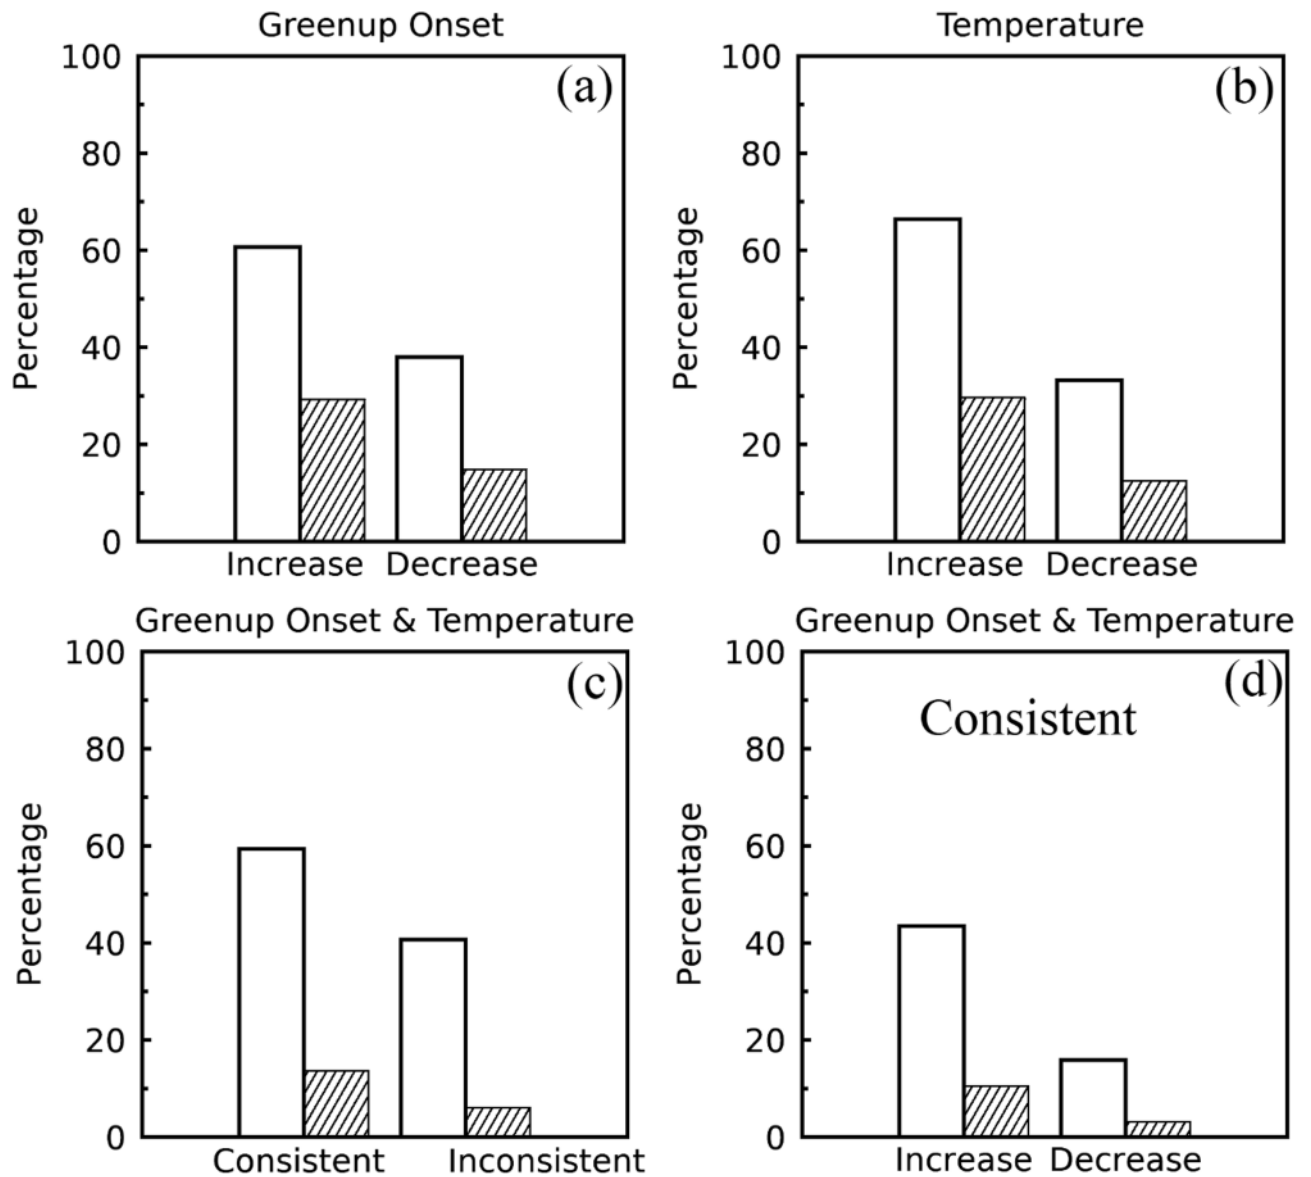 Greenup Onset
Temperature
100
80
60
40
20
0
Percentage
(a)
Increase
Decrease
100
80
60
40
20
0
Percentage
(b)
Increase
Decrease
Greenup Onset & Temperature
Greenup Onset & Temperature
100
80
60
40
20
0
Percentage
(c)
Consistent
Inconsistent
100
80
60
40
20
0
Percentage
(d)
Consistent
Increase
Decrease